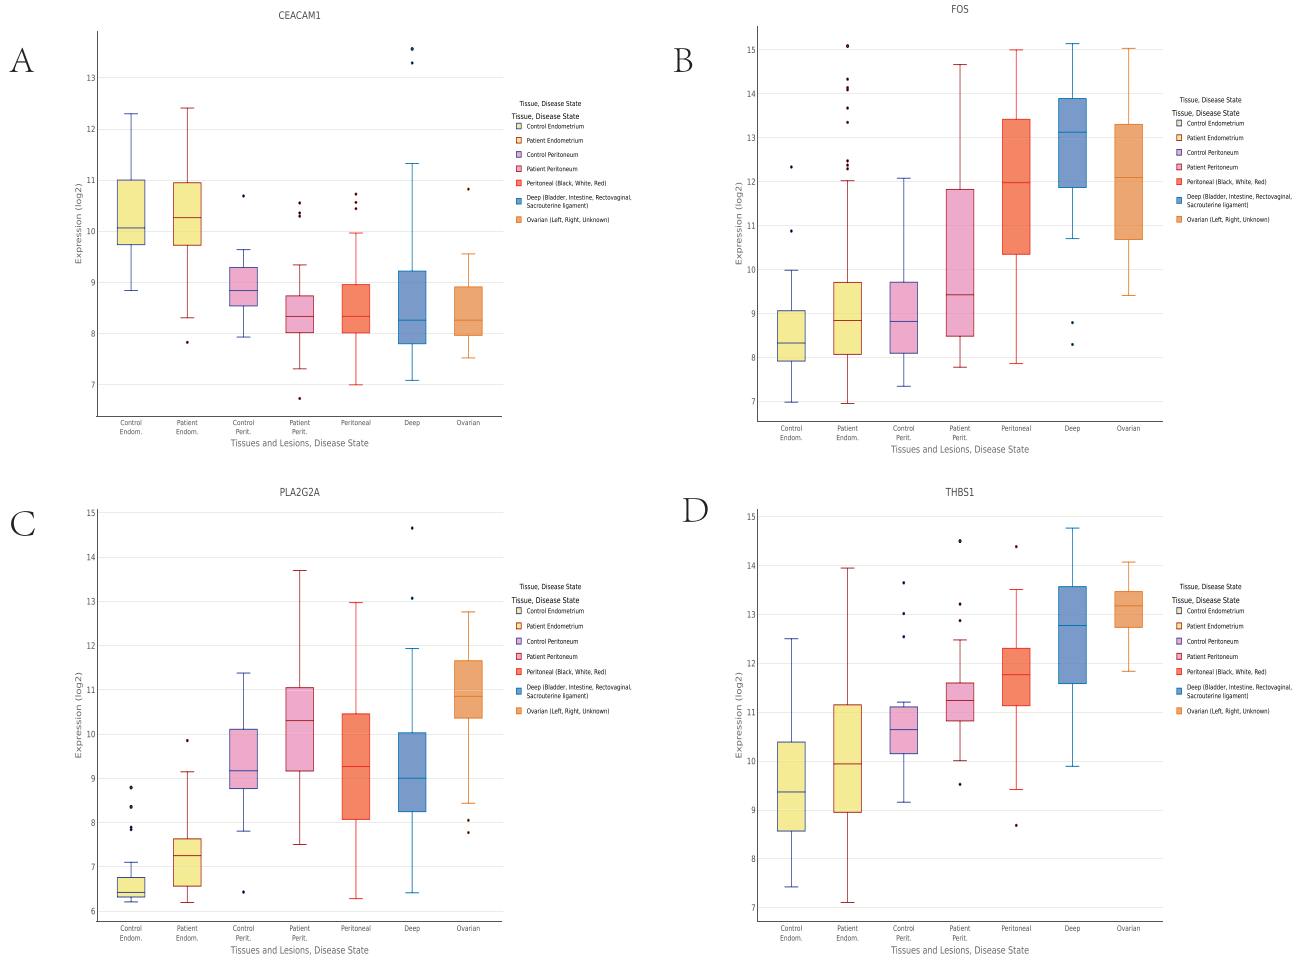 CEACAM1
A
13
12
11
10
9
8
7
Expression (log2)
Control
Endom.
Patient
Endom.
Control
Perit.
Patient
Perit.
Peritoneal
Deep
Ovarian
Tissues and Lesions, Disease State
Tissue, Disease State
Tissue, Disease State
Control Endometrium
Patient Endometrium
Control Peritoneum
Patient Peritoneum
Peritoneal (Black, White, Red)
Deep (Bladder, Intestine, Rectovaginal,
Sacrouterine ligament)
Ovarian (Left, Right, Unknown)
FOS
B
15
14
13
12
11
10
9
8
7
Expression (log2)
Control
Endom.
Patient
Endom.
Control
Perit.
Patient
Perit.
Peritoneal
Deep
Ovarian
Tissues and Lesions, Disease State
Tissue, Disease State
Tissue, Disease State
Control Endometrium
Patient Endometrium
Control Peritoneum
Patient Peritoneum
Peritoneal (Black, White, Red)
Deep (Bladder, Intestine, Rectovaginal,
Sacrouterine ligament)
Ovarian (Left, Right, Unknown)
PLA2G2A
C
15
14
13
12
11
10
9
8
7
6
Expression (log2)
Control
Endom.
Patient
Endom.
Control
Perit.
Patient
Perit.
Peritoneal
Deep
Ovarian
Tissues and Lesions, Disease State
Tissue, Disease State
Tissue, Disease State
Control Endometrium
Patient Endometrium
Control Peritoneum
Patient Peritoneum
Peritoneal (Black, White, Red)
Deep (Bladder, Intestine, Rectovaginal,
Sacrouterine ligament)
Ovarian (Left, Right, Unknown)
THBS1
D
15
14
13
12
11
10
9
8
7
Expression (log2)
Control
Endom.
Patient
Endom.
Control
Perit.
Patient
Perit.
Peritoneal
Deep
Ovarian
Tissues and Lesions, Disease State
Tissue, Disease State
Tissue, Disease State
Control Endometrium
Patient Endometrium
Control Peritoneum
Patient Peritoneum
Peritoneal (Black, White, Red)
Deep (Bladder, Intestine, Rectovaginal,
Sacrouterine ligament)
Ovarian (Left, Right, Unknown)